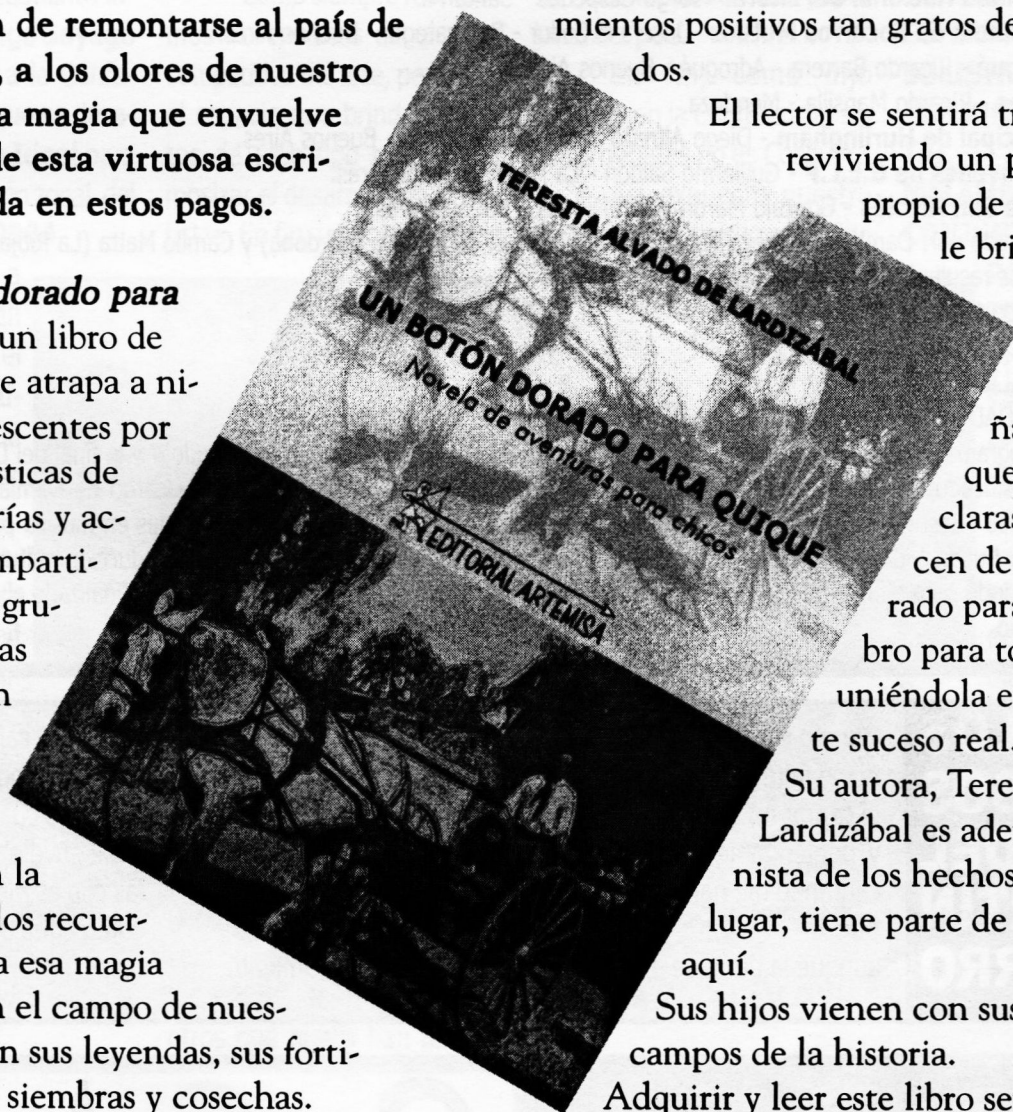 a de remontarse al país de
, a los olores de nuestro
a magia que envuelve
de esta virtuosa escri-
da en estos pagos.
dorado para
un libro de
e atrapa a ni-
escentes por
sticas de
rías y ac-
mparti-
gru-
as
n
n la
los recuer-
a esa magia
n el campo de nues-
n sus leyendas, sus forti-
siembras y cosechas.
TERESITA ALVADO DE LARDIZÁBAL
UN BOTÓN DORADO PARA QUIQUE
Novela de aventuras para chicos
EDITORIAL ARTEMISA
mientos positivos tan gratos de
dos.
El lector se sentirá tr
reviviendo un p
propio de
le bri
ña
que
claras
cen de
rado para
bro para to
uniéndola e
te suceso real.
Su autora, Tere
Lardizábal es ade
nista de los hechos
lugar, tiene parte de
aquí.
Sus hijos vienen con sus
campos de la historia.
Adquirir y leer este libro se